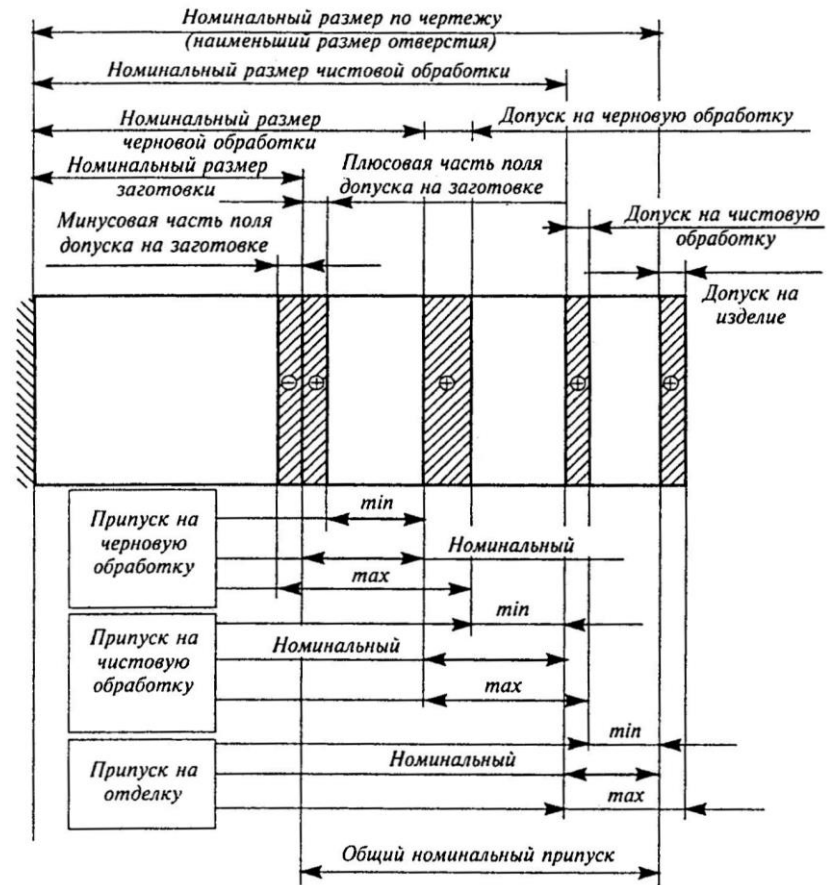 Номинальный размер по чертежу
(наименьший размер отверстия)
Номинальный размер чистовой обработки
Номинальный размер
черновой обработки
Допуск на черновую обработку
Номинальный размер
заготовки
Плюсовая часть поля
допуска на заготовке
Минусовая часть поля
допуска на заготовке
Допуск на чистовую
обработку
Допуск на
изделие
Припуск на
черновую
обработку
min
Номинальный
max
Припуск на
чистовую
обработку
min
Номинальный
max
Припуск на
отделку
min
Номинальный
max
Общий номинальный припуск